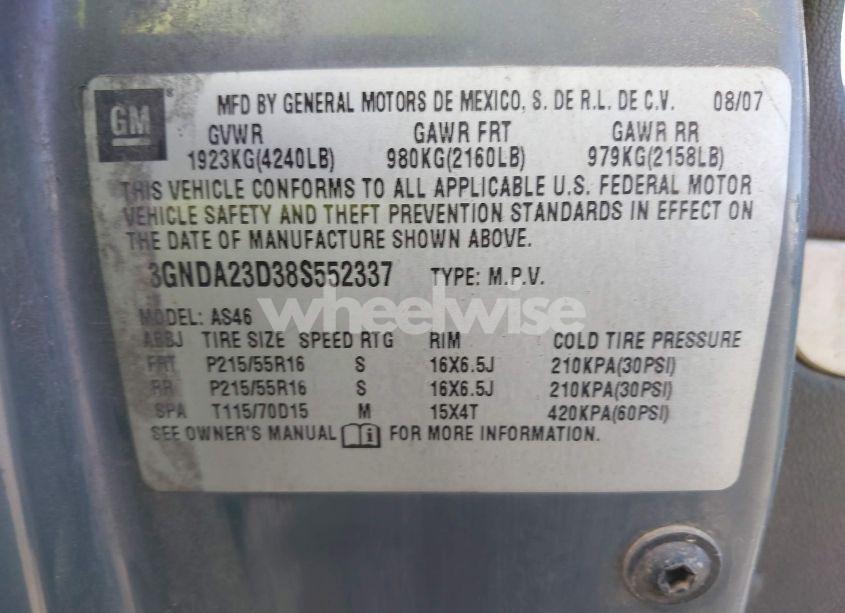 GM® MFD BY GENERAL MOTORS DE MEXICO, S. DE R.L. DE C.V. 08/07
GVWR GAWR FRT GAWR RR
1923KG(4240LB) 980KG(2160LB) 979KG(2158LB)
THIS VEHICLE CONFORMS TO ALL APPLICABLE U.S. FEDERAL MOTOR
VEHICLE SAFETY AND THEFT PREVENTION STANDARDS IN EFFECT ON
THE DATE OF MANUFACTURE SHOWN ABOVE.
3GNDA23D38S552337 TYPE: M.P.V.
wheelwise
MODEL: AS46
ABBJ TIRE SIZE SPEED RTG RIM COLD TIRE PRESSURE
FRT P215/55R16 S 16X6.5J 210KPA(30PSI)
RR P215/55R16 S 16X6.5J 210KPA(30PSI)
SPA T115/70D15 M 15X4T 420KPA(60PSI)
SEE OWNER'S MANUAL i FOR MORE INFORMATION.